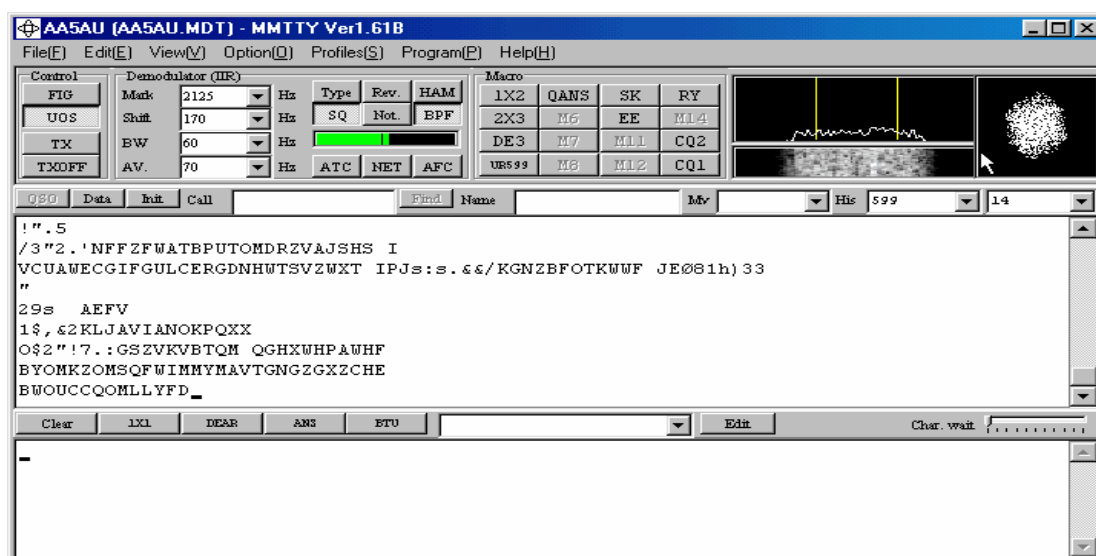 AA5AU (AA5AU.MDT) - MMTTY Ver1.61B
File(F) Edit(E) View(V) Option(O) Profiles(S) Program(P) Help(H)
Control Demodulator (IIR) Macro
FIG Mark 2125 Hz Type Rev. HAM 1X2 QANS SK RY
UOS Shift 170 Hz SQ Not. BPF 2X3 M6 EE M14
TX BW 60 Hz DE3 M7 M11 CQ2
TXOFF AV. 70 Hz ATC NET AFC UR599 M8 M12 CQ1
QSO Data Init Call Find Name My His 599 14
!".5
/3"2.'NFFZFWATBPUTOMDRZVAJSHS I
VCUAWECGIFGULCERGDNHWTSVZWXT IPJs:s.&&/KGNZBFOTKWWF JEØ81h)33
"
29s AEFV
1$,&2KLJAVIANOKPQXX
O$2"!7.:GSZVKVBTQM QGHXWHPAWHF
BYOMKZOMSQFWIMMYMAVTGNGZGXZCHE
BWOUCCQOMLLYFD_
Clear 1X1 DEAR ANS BTU Edit Char. wait